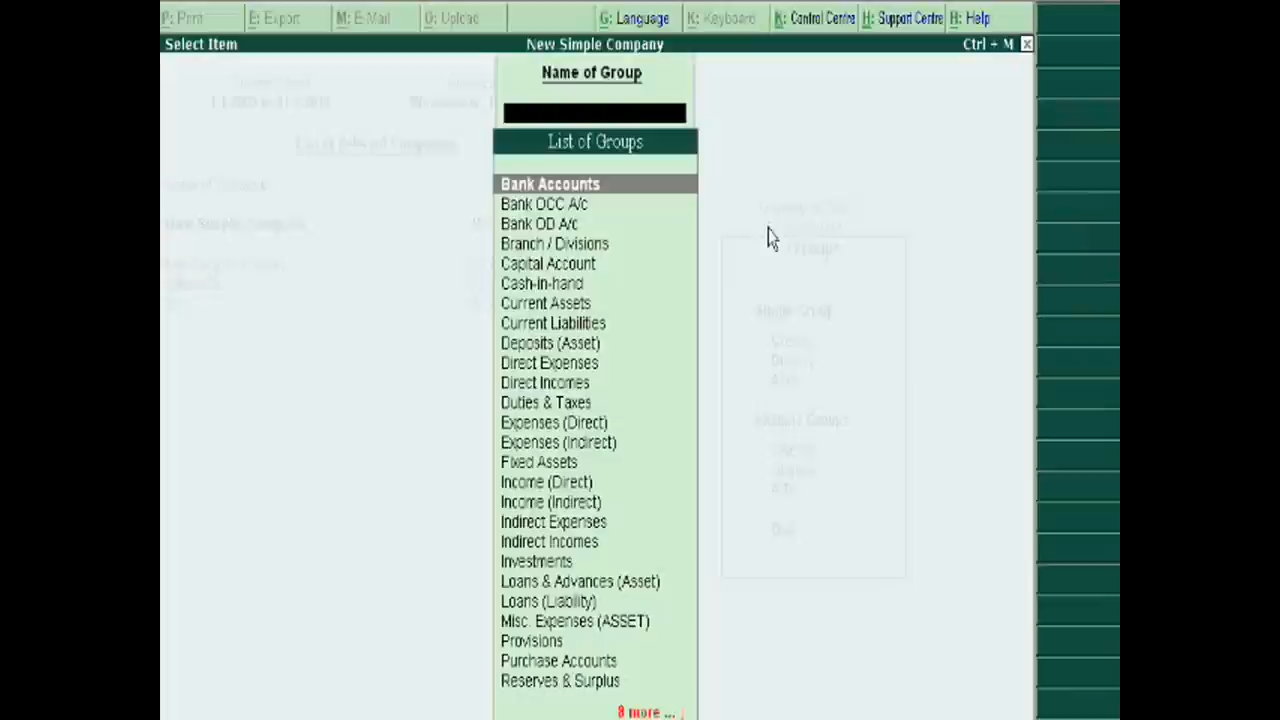 P: Print E: Export M: E-Mail O: Upload G: Language K: Keyboard K: Control Centre H: Support Centre H: Help
Select Item New Simple Company Ctrl + M x
Name of Group
List of Groups
Bank Accounts
Bank OCC A/c
Bank OD A/c
Branch / Divisions
Capital Account
Cash-in-hand
Current Assets
Current Liabilities
Deposits (Asset)
Direct Expenses
Direct Incomes
Duties & Taxes
Expenses (Direct)
Expenses (Indirect)
Fixed Assets
Income (Direct)
Income (Indirect)
Indirect Expenses
Indirect Incomes
Investments
Loans & Advances (Asset)
Loans (Liability)
Misc. Expenses (ASSET)
Provisions
Purchase Accounts
Reserves & Surplus
8 more ...